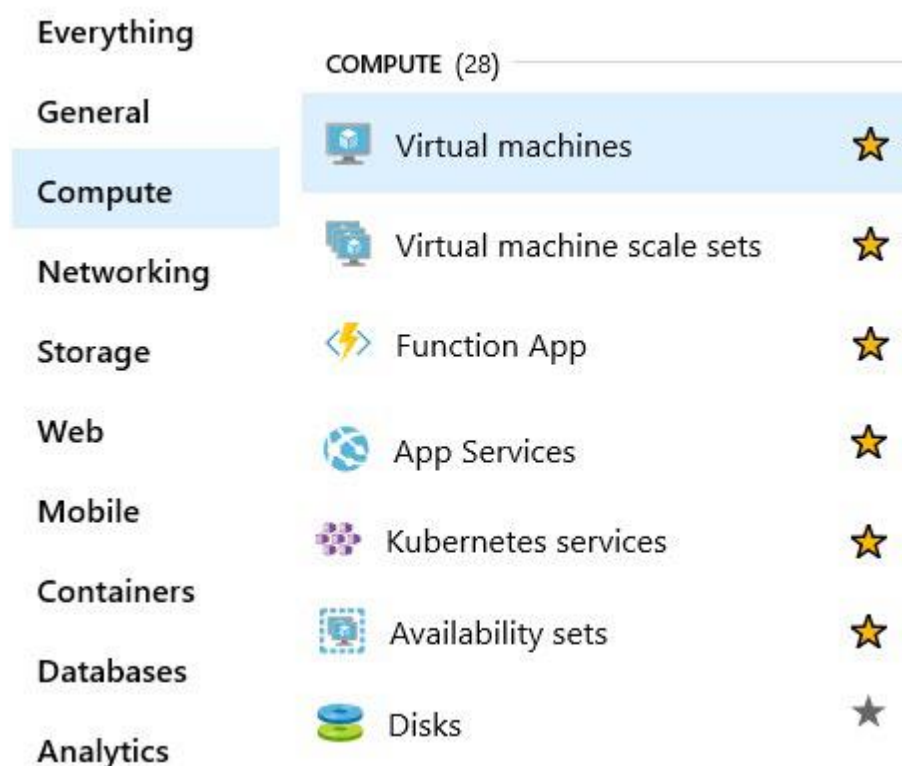 Everything
General
Compute
Networking
Storage
Web
Mobile
Containers
Databases
Analytics
COMPUTE (28)
Virtual machines
Virtual machine scale sets
Function App
App Services
Kubernetes services
Availability sets
Disks